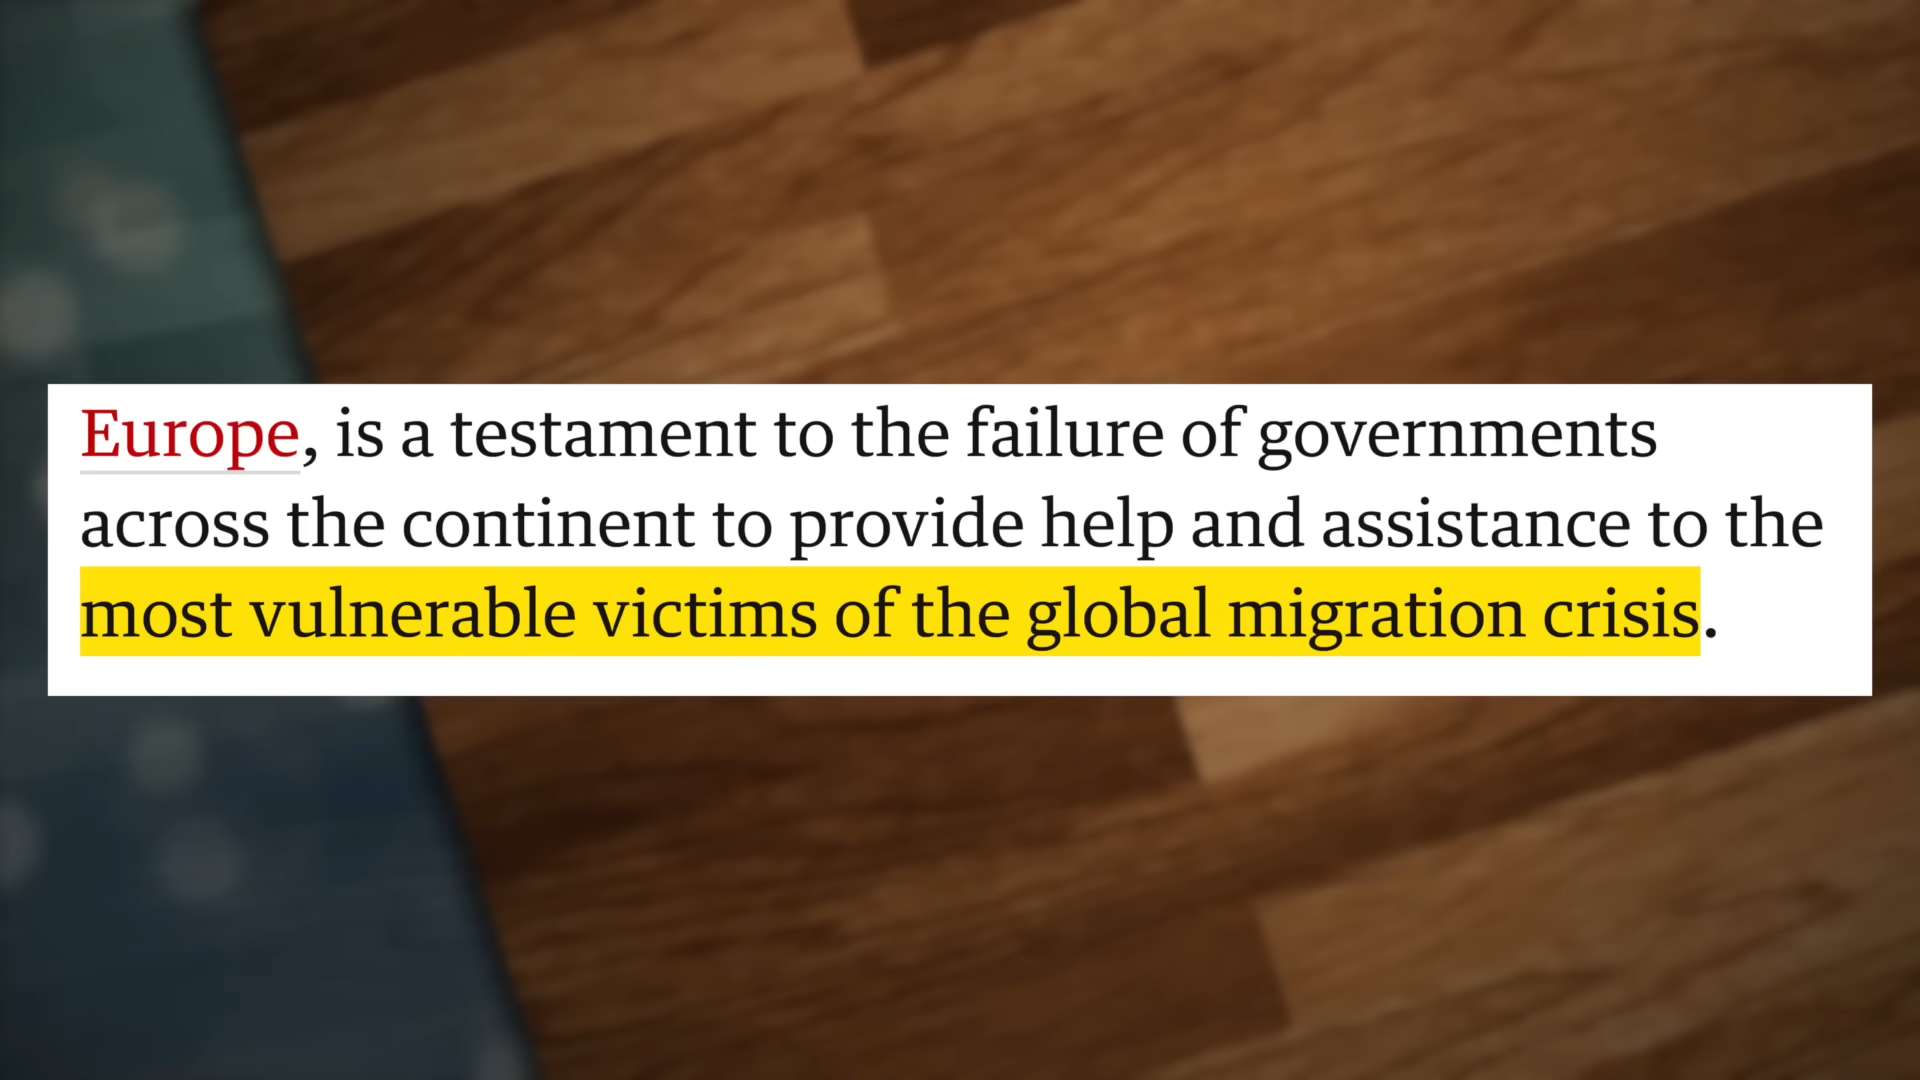 Europe, is a testament to the failure of governments
across the continent to provide help and assistance to the
most vulnerable victims of the global migration crisis.